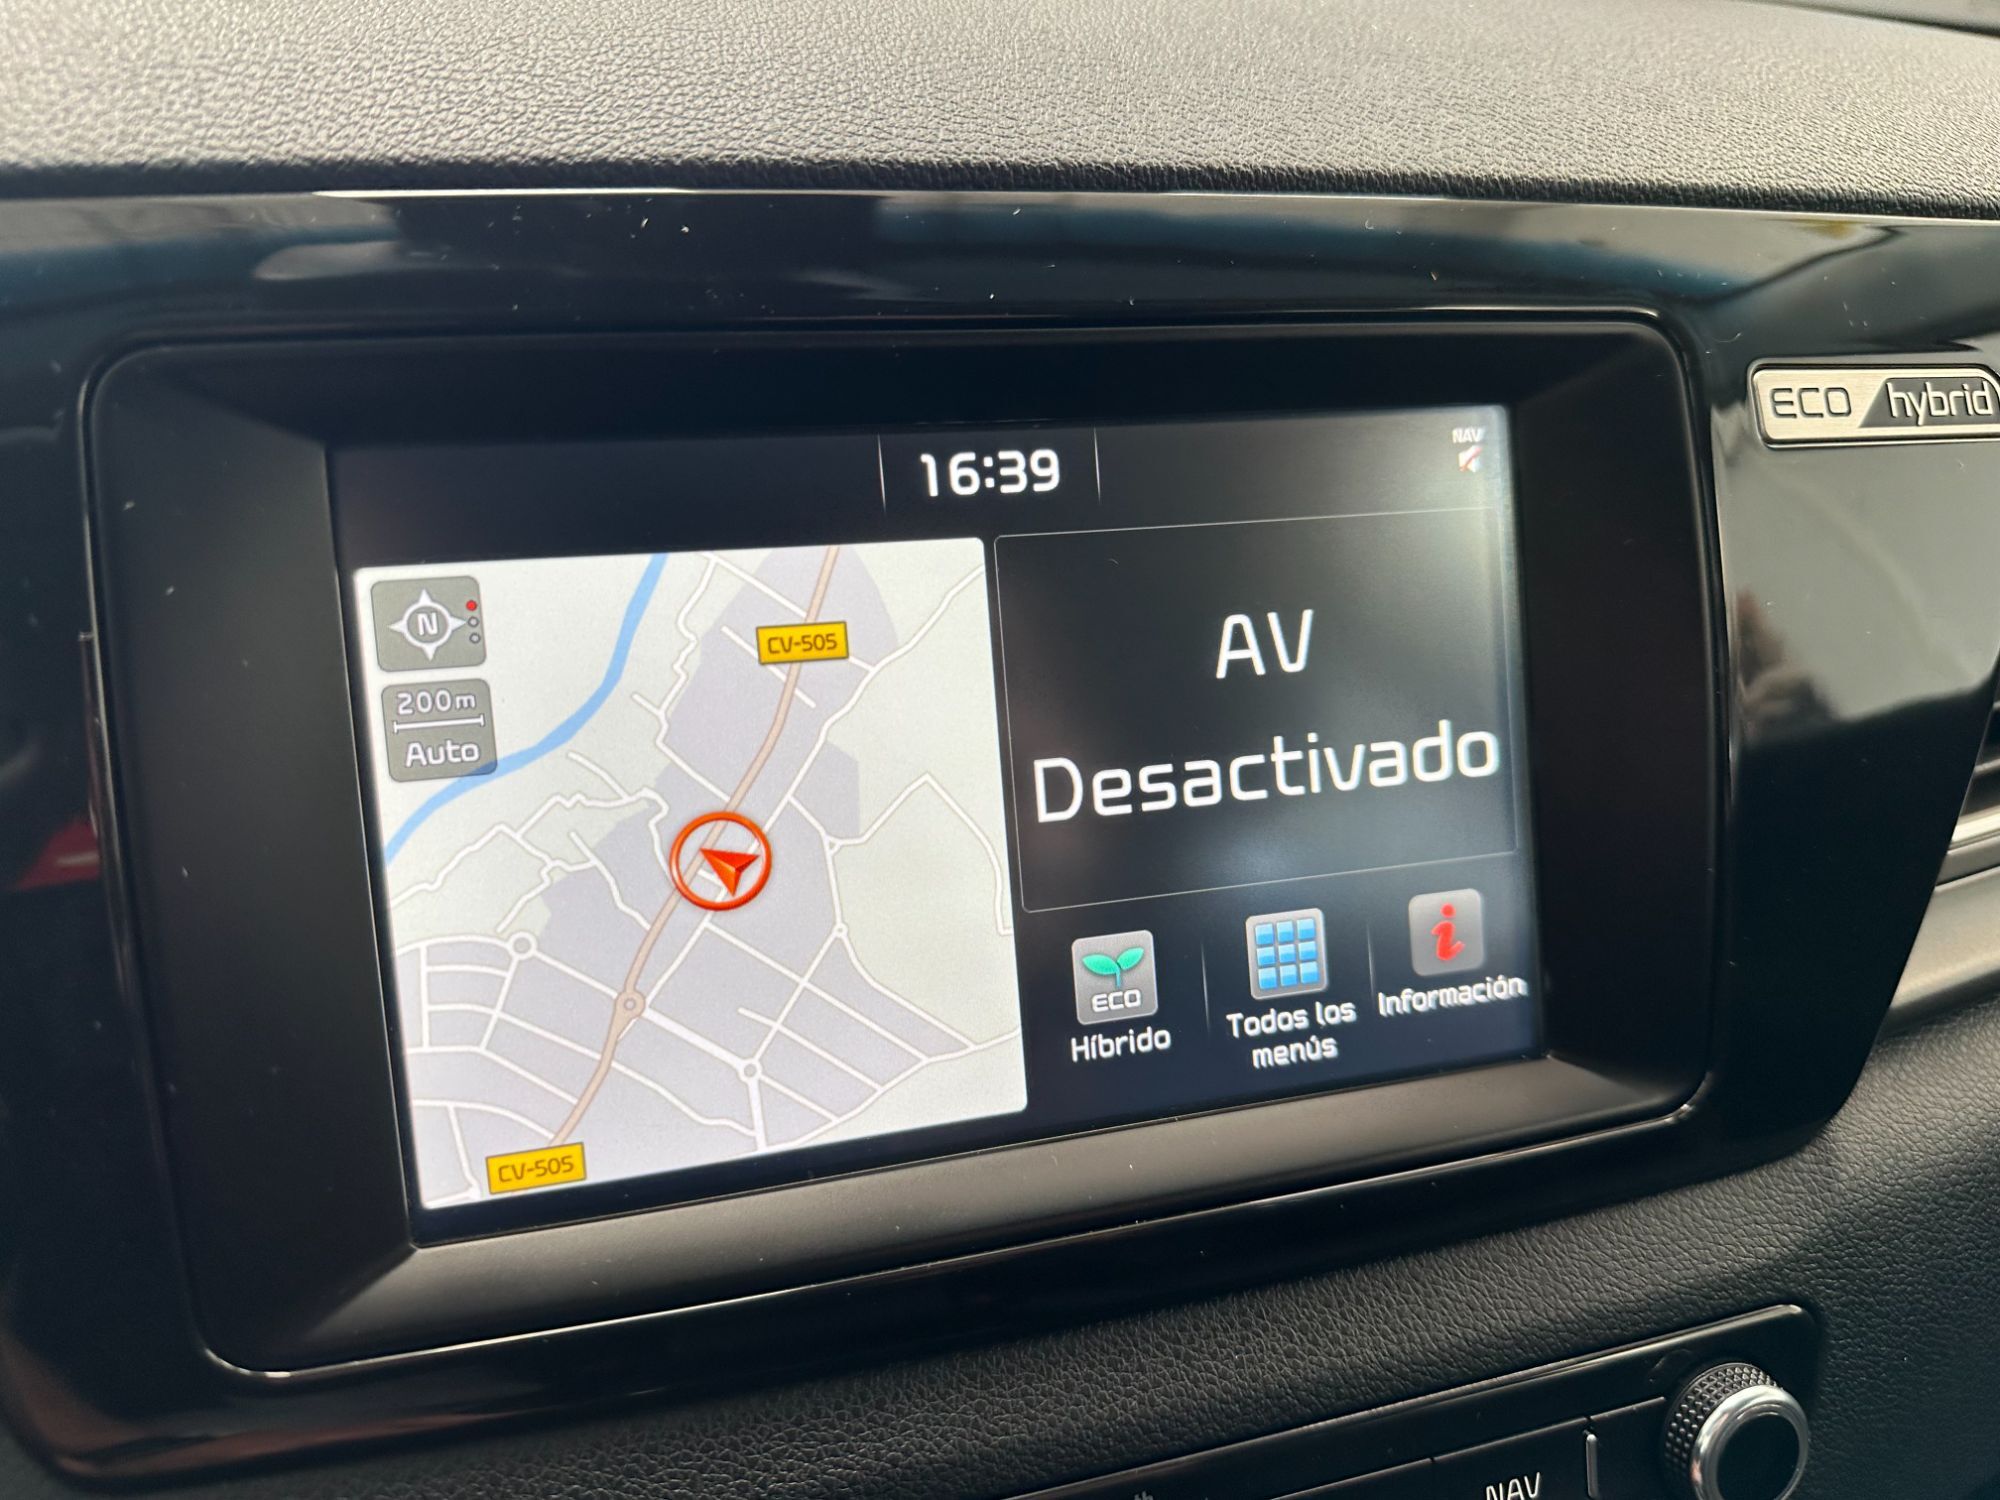 ECO hybrid
16:39
NAV
N
200m
Auto
CV-505
CV-505
AV
Desactivado
ECO
Híbrido
Todos los
menús
i
Información
NAV